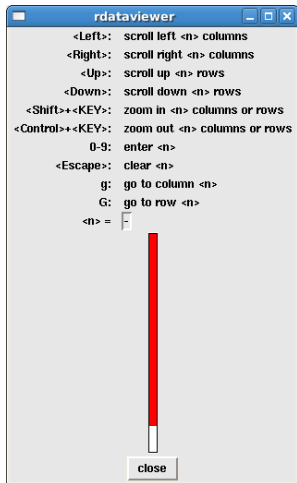 rdataviewer
<Left>: scroll left <n> columns
<Right>: scroll right <n> columns
<Up>: scroll up <n> rows
<Down>: scroll down <n> rows
<Shift>+<KEY>: zoom in <n> columns or rows
<Control>+<KEY>: zoom out <n> columns or rows
0-9: enter <n>
<Escape>: clear <n>
g: go to column <n>
G: go to row <n>
<n> = -
close